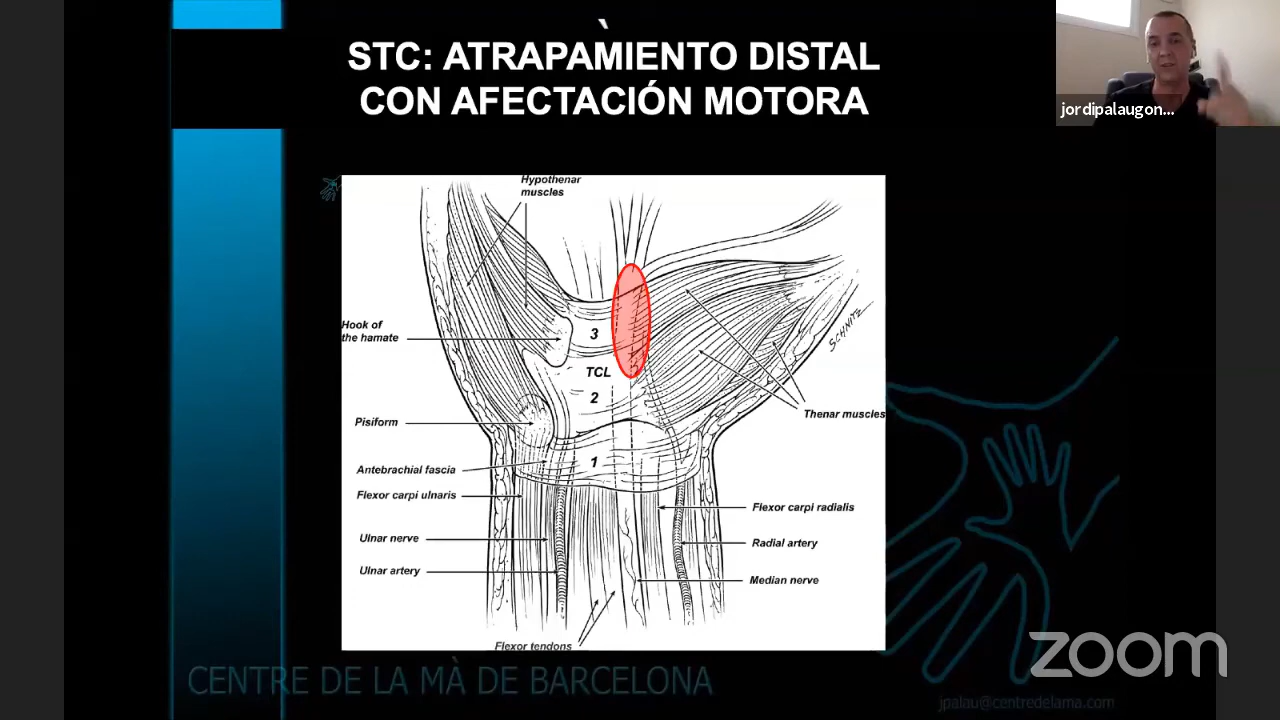 STC: ATRAPAMIENTO DISTAL
CON AFECTACIÓN MOTORA
jordipalaugon...
Hypothenar
muscles
Hook of
the hamate
3
TCL
2
Pisiform
Thenar muscles
SCHNITZ
Antebrachial fascia
1
Flexor carpi ulnaris
Flexor carpi radialis
Ulnar nerve
Radial artery
Ulnar artery
Median nerve
Flexor tendons
zoom
CENTRE DE LA MÀ DE BARCELONA
jpalau@centredelama.com